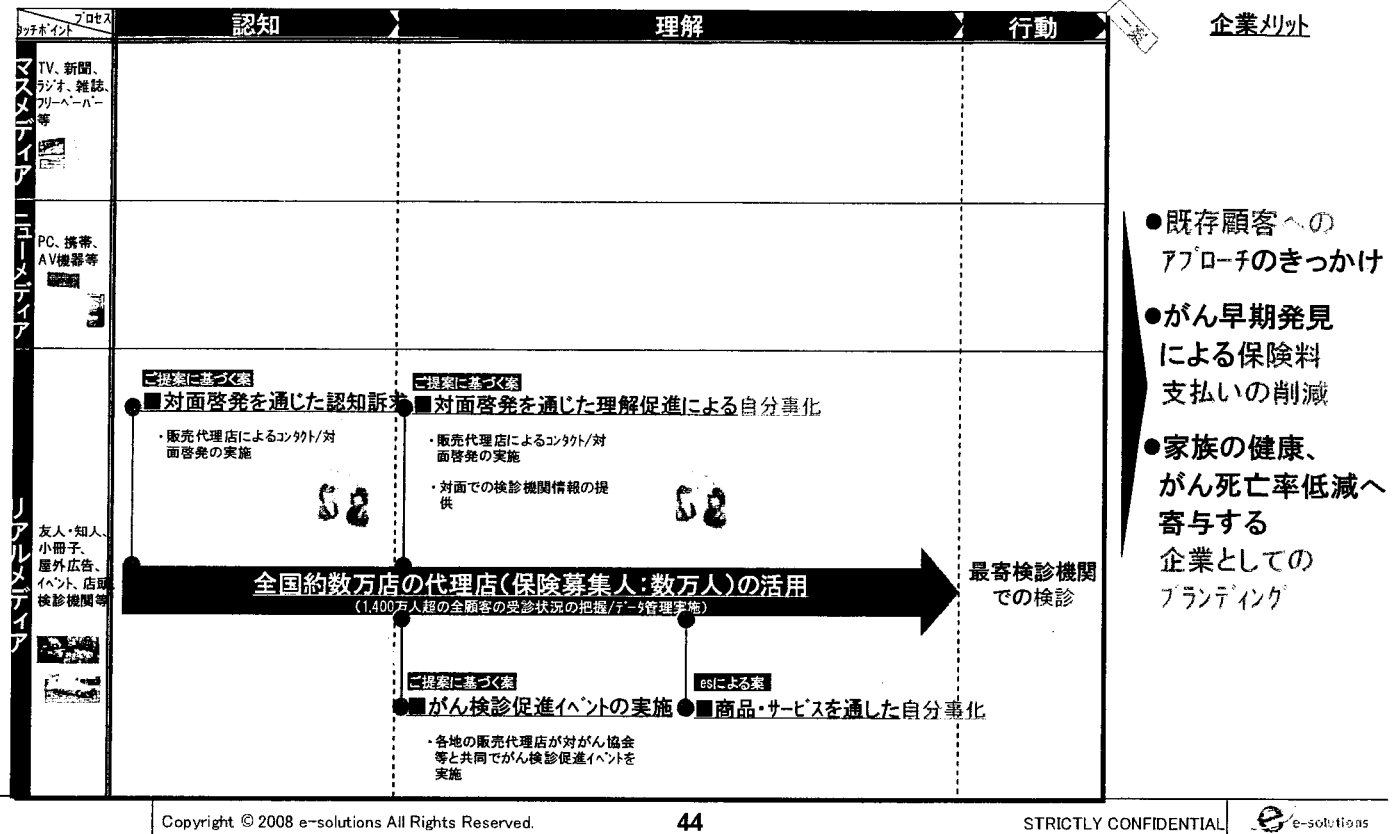 プロセス
タッチポイント
認知
理解
行動
一案
企業メリット
マスメディア
TV、新聞、
ラジオ、雑誌、
フリーペーパー
等
ニューメディア
PC、携帯、
AV機器等
リアルメディア
友人・知人、
小冊子、
屋外広告、
イベント、店頭
検診機関等
ご提案に基づく案
■対面啓発を通じた認知訴求
・販売代理店によるコンタクト/対
面啓発の実施
ご提案に基づく案
■対面啓発を通じた理解促進による自分事化
・販売代理店によるコンタクト/対
面啓発の実施
・対面での検診機関情報の提
供
全国約数万店の代理店(保険募集人:数万人)の活用
(1,400万人超の全顧客の受診状況の把握/データ管理実施)
最寄検診機関
での検診
ご提案に基づく案
■がん検診促進イベントの実施
・各地の販売代理店が対がん協会
等と共同でがん検診促進イベントを
実施
esによる案
■商品・サービスを通した自分事化
●既存顧客への
アプローチのきっかけ
●がん早期発見
による保険料
支払いの削減
●家族の健康、
がん死亡率低減へ
寄与する
企業としての
ブランディング
Copyright © 2008 e-solutions All Rights Reserved.
44
STRICTLY CONFIDENTIAL
e-solutions